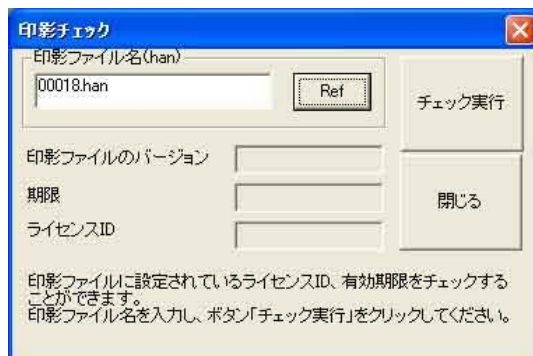 印影チェック
印影ファイル名(han)
00018.han
Ref
チェック実行
印影ファイルのバージョン
期限
ライセンスID
閉じる
印影ファイルに設定されているライセンスID、有効期限をチェックする
ことができます。
印影ファイル名を入力し、ボタン「チェック実行」をクリックしてください。